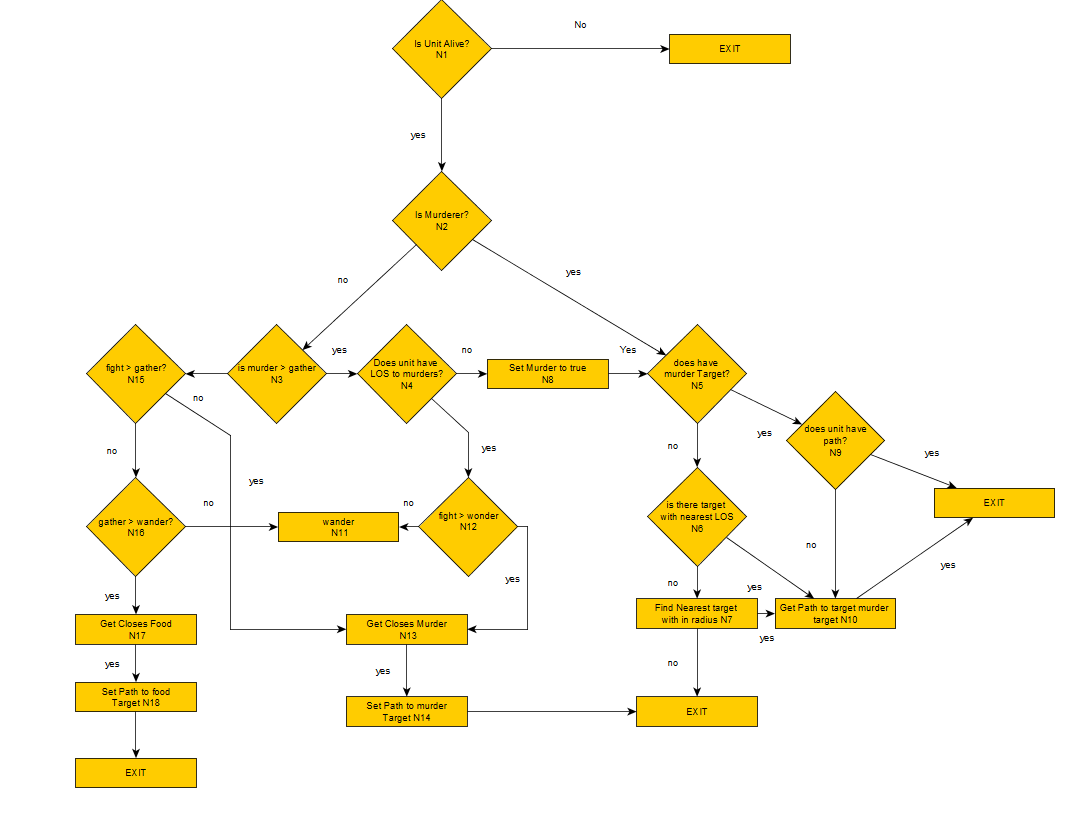 No
Is Unit Alive?
N1
EXIT
yes
Is Murderer?
N2
yes
no
fight > gather?
N15
is murder > gather
N3
yes
Does unit have
LOS to murders?
N4
no
Set Murder to true
N8
Yes
does have
murder Target?
N5
no
yes
does unit have
path?
N9
no
yes
no
yes
yes
EXIT
gather > wander?
N16
no
wander
N11
no
fight > wonder
N12
is there target
with nearest LOS
N6
no
yes
yes
no
yes
yes
Get Closes Food
N17
Get Closes Murder
N13
Find Nearest target
with in radius N7
yes
Get Path to target murder
target N10
yes
yes
no
Set Path to food
Target N18
Set Path to murder
Target N14
EXIT
EXIT